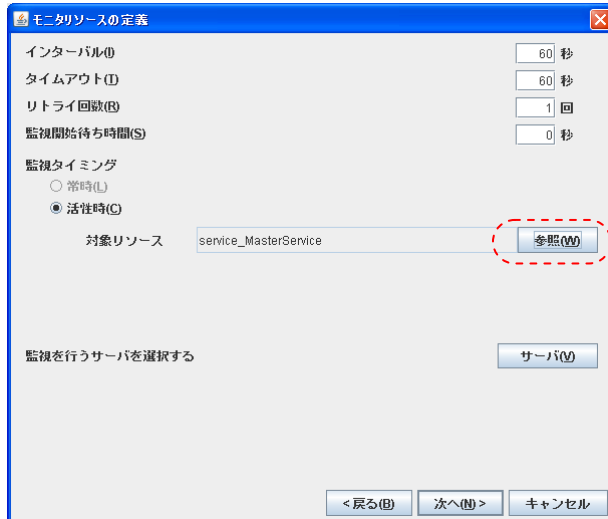 モニタリソースの定義
インターバル(I) 60 秒
タイムアウト(T) 60 秒
リトライ回数(R) 1 回
監視開始待ち時間(S) 0 秒
監視タイミング
常時(L)
活性時(C)
対象リソース service_MasterService 参照(W)
監視を行うサーバを選択する サーバ(V)
<戻る(B) 次へ(N)> キャンセル